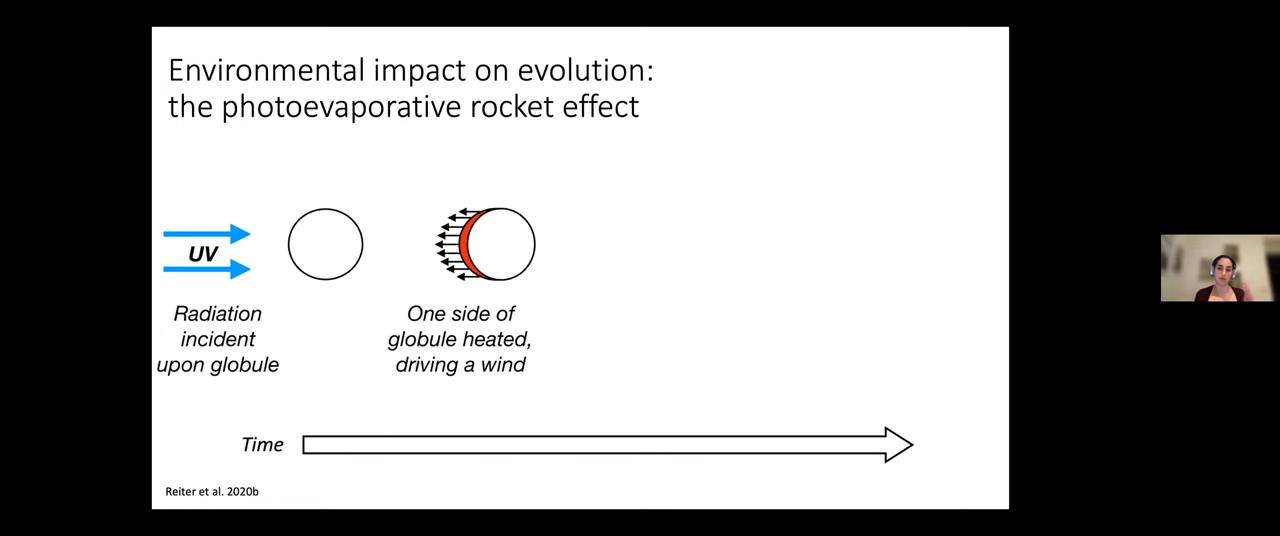 Environmental impact on evolution:
the photoevaporative rocket effect
UV
Radiation
incident
upon globule
One side of
globule heated,
driving a wind
Time
Reiter et al. 2020b